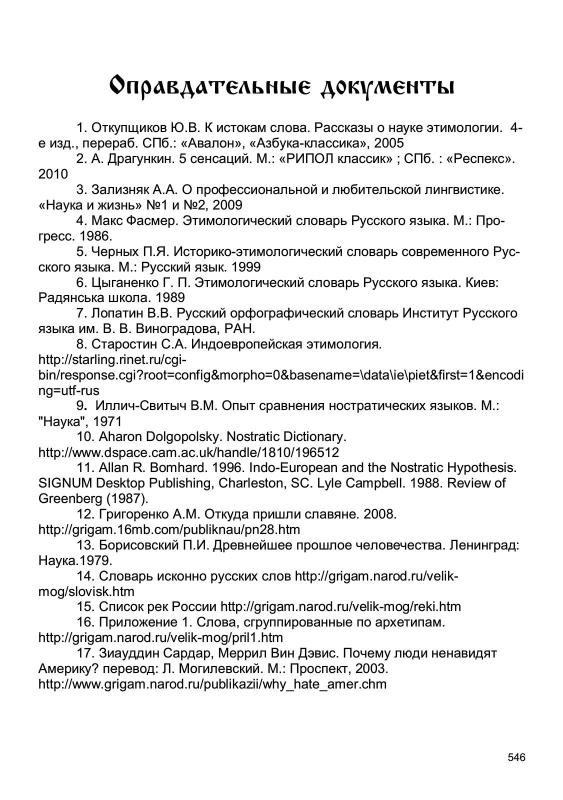 Оправдательные документы
1. Откупщиков Ю.В. К истокам слова. Рассказы о науке этимологии. 4-
е изд., перераб. СПб.: «Авалон», «Азбука-классика», 2005
2. А. Драгункин. 5 сенсаций. М.: «РИПОЛ классик» ; СПб. : «Респекс».
2010
3. Зализняк А.А. О профессиональной и любительской лингвистике.
«Наука и жизнь» №1 и №2, 2009
4. Макс Фасмер. Этимологический словарь Русского языка. М.: Про-
гресс. 1986.
5. Черных П.Я. Историко-этимологический словарь современного Рус-
ского языка. М.: Русский язык. 1999
6. Цыганенко Г. П. Этимологический словарь Русского языка. Киев:
Радянська школа. 1989
7. Лопатин В.В. Русский орфографический словарь Институт Русского
языка им. В. В. Виноградова, РАН.
8. Старостин С.А. Индоевропейская этимология.
http://starling.rinet.ru/cgi-
bin/response.cgi?root=config&morpho=0&basename=\data\ie\piet&first=1&encodi
ng=utf-rus
9. Иллич-Свитыч В.М. Опыт сравнения ностратических языков. М.:
"Наука", 1971
10. Aharon Dolgopolsky. Nostratic Dictionary.
http://www.dspace.cam.ac.uk/handle/1810/196512
11. Allan R. Bomhard. 1996. Indo-European and the Nostratic Hypothesis.
SIGNUM Desktop Publishing, Charleston, SC. Lyle Campbell. 1988. Review of
Greenberg (1987).
12. Григоренко А.М. Откуда пришли славяне. 2008.
http://grigam.16mb.com/publiknau/pn28.htm
13. Борисовский П.И. Древнейшее прошлое человечества. Ленинград:
Наука.1979.
14. Словарь исконно русских слов http://grigam.narod.ru/velik-
mog/slovisk.htm
15. Список рек России http://grigam.narod.ru/velik-mog/reki.htm
16. Приложение 1. Слова, сгруппированные по архетипам.
http://grigam.narod.ru/velik-mog/pril1.htm
17. Зиауддин Сардар, Меррил Вин Дэвис. Почему люди ненавидят
Америку? перевод: Л. Могилевский. М.: Проспект, 2003.
http://www.grigam.narod.ru/publikazii/why_hate_amer.chm
546